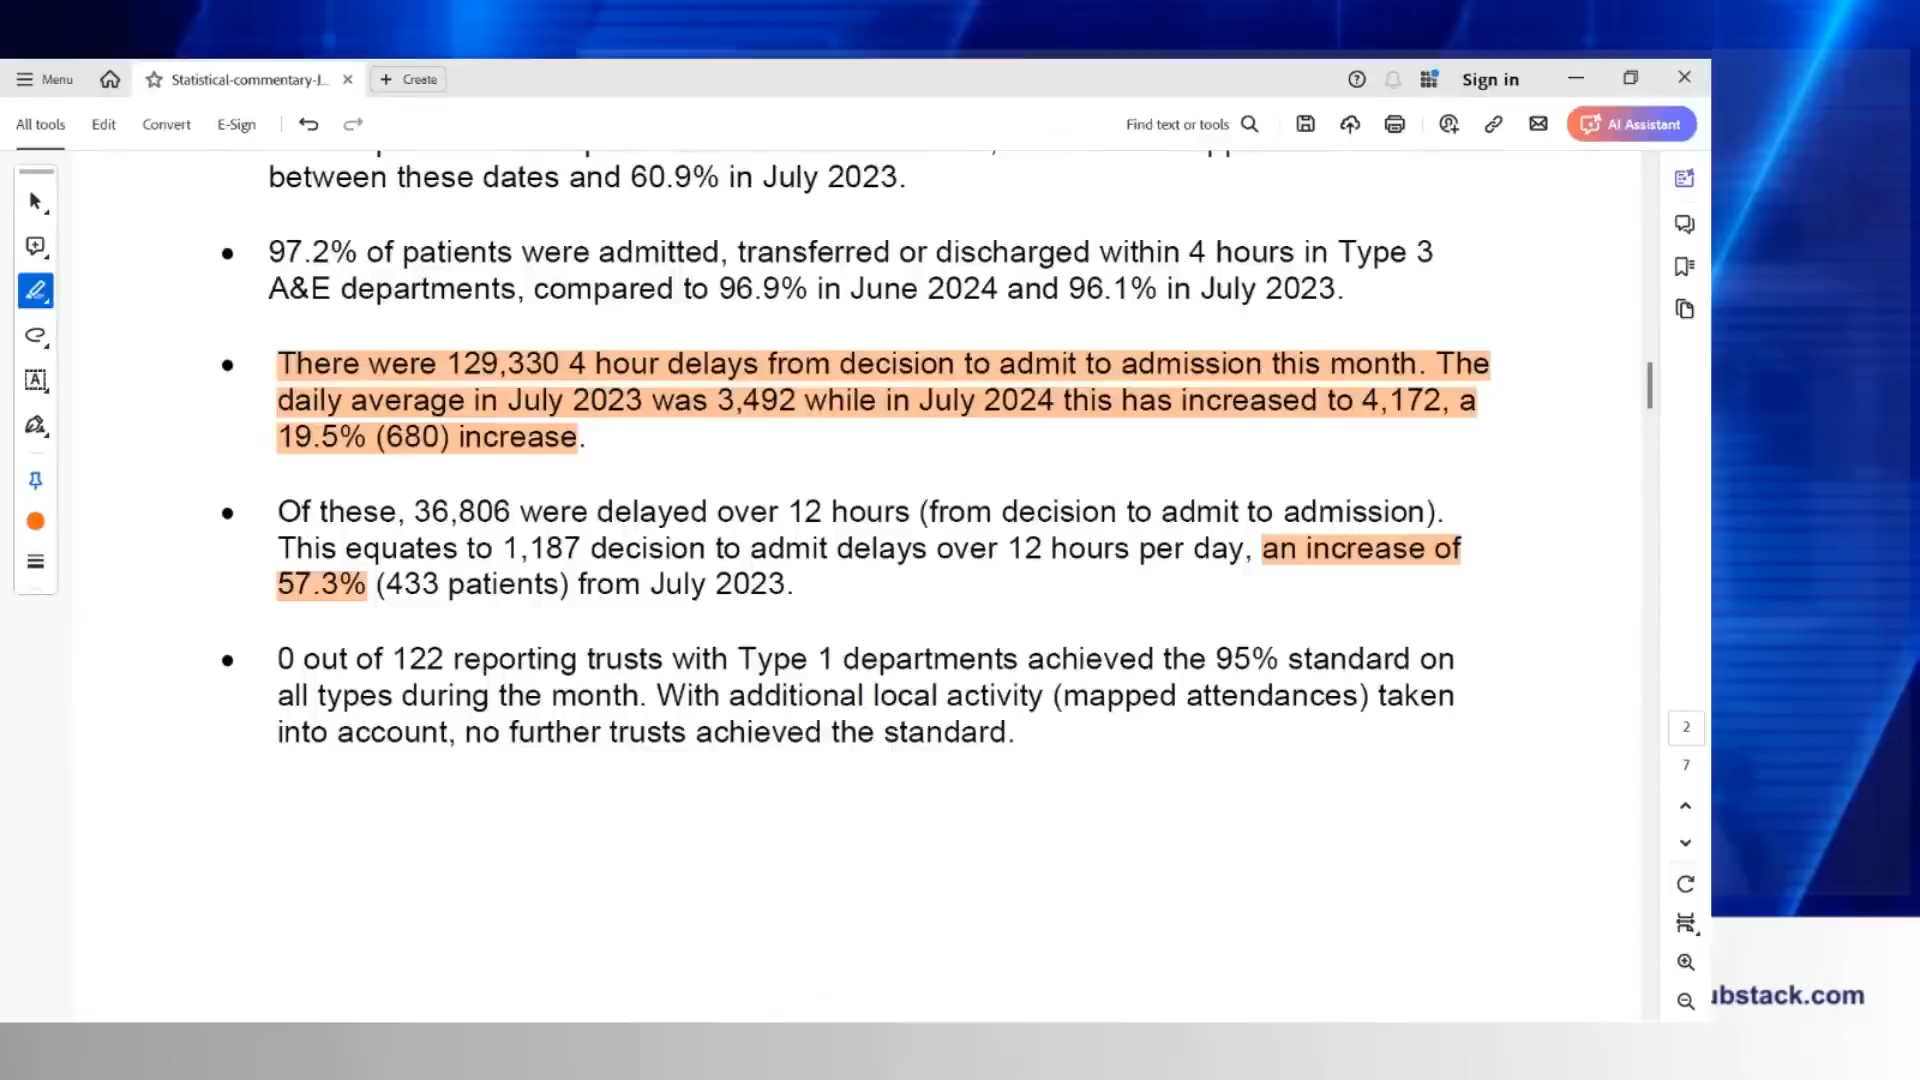 Menu
Statistical-commentary-J...
Create
Sign in
All tools
Edit
Convert
E-Sign
Find text or tools
AI Assistant
between these dates and 60.9% in July 2023.
● 97.2% of patients were admitted, transferred or discharged within 4 hours in Type 3
A&E departments, compared to 96.9% in June 2024 and 96.1% in July 2023.
● There were 129,330 4 hour delays from decision to admit to admission this month. The
daily average in July 2023 was 3,492 while in July 2024 this has increased to 4,172, a
19.5% (680) increase.
● Of these, 36,806 were delayed over 12 hours (from decision to admit to admission).
This equates to 1,187 decision to admit delays over 12 hours per day, an increase of
57.3% (433 patients) from July 2023.
● 0 out of 122 reporting trusts with Type 1 departments achieved the 95% standard on
all types during the month. With additional local activity (mapped attendances) taken
into account, no further trusts achieved the standard.
2
7
ubstack.com